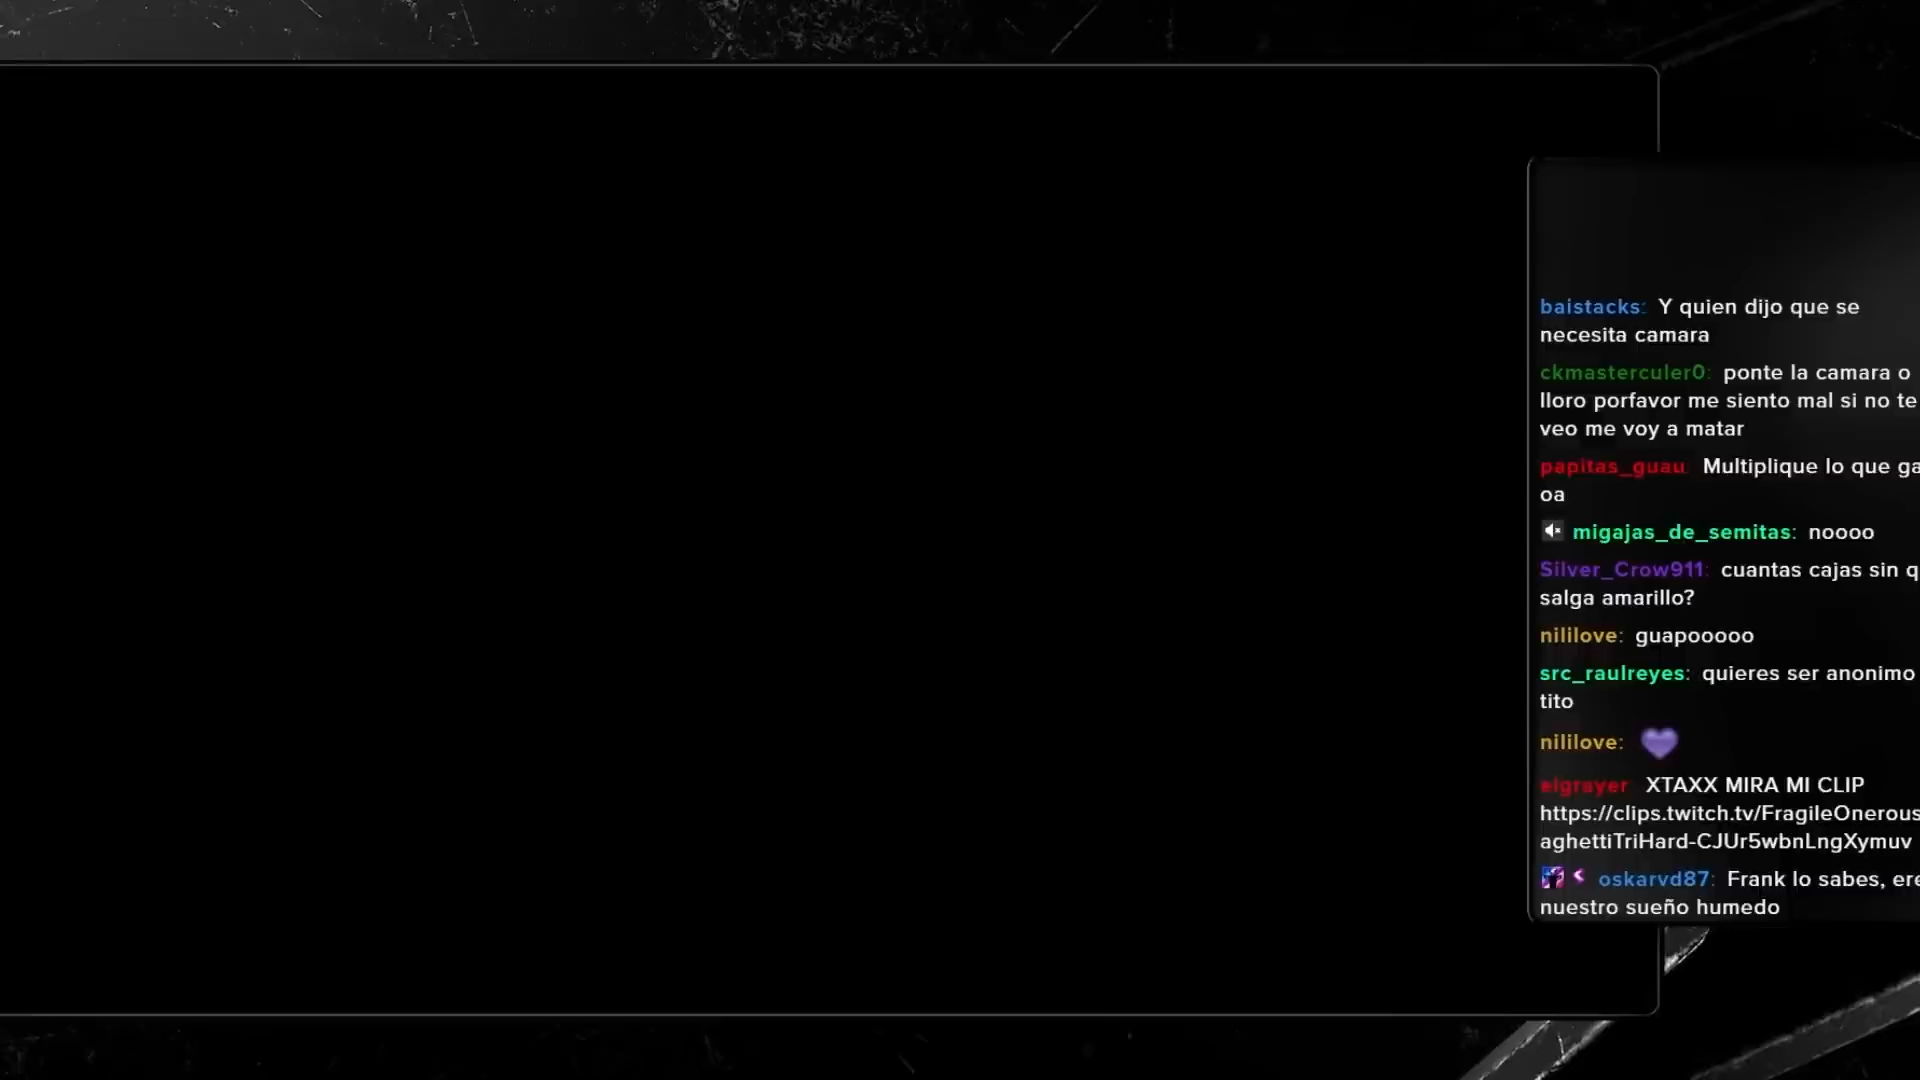 baistacks: Y quien dijo que se
necesita camara
ckmasterculer0: ponte la camara o
lloro porfavor me siento mal si no te
veo me voy a matar
papitas_guau: Multiplique lo que
oa
migajas_de_semitas: noooo
Silver_Crow911: cuantas cajas sin
salga amarillo?
nililove: guapooooo
src_raulreyes: quieres ser anonimo
tito
nililove:
elgrayer: XTAXX MIRA MI CLIP
https://clips.twitch.tv/FragileOnerous
aghettiTriHard-CJUr5wbnLngXymuv
oskarvd87: Frank lo sabes,
nuestro sueño humedo